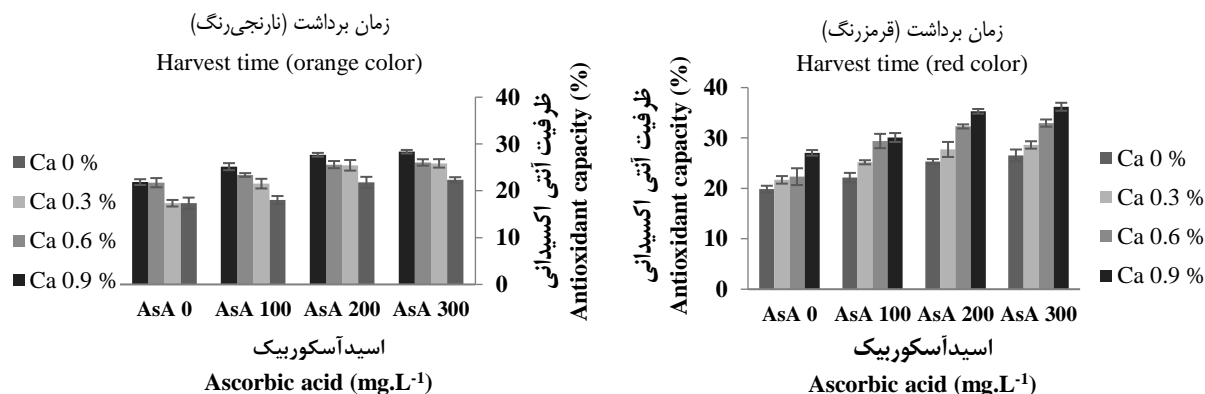 زمان برداشت (نارنجی‌رنگ)
Harvest time (orange color)
Ca 0 %
Ca 0.3 %
Ca 0.6 %
Ca 0.9 %
40
30
20
10
0
ظرفیت آنتی اکسیدانی
Antioxidant capacity (%)
AsA 0 AsA 100 AsA 200 AsA 300
اسیدآسکوربیک
Ascorbic acid (mg.L-1)
زمان برداشت (قرمزرنگ)
Harvest time (red color)
ظرفیت آنتی اکسیدانی
Antioxidant capacity (%)
40
30
20
10
0
AsA 0 AsA 100 AsA 200 AsA 300
اسیدآسکوربیک
Ascorbic acid (mg.L-1)
Ca 0 %
Ca 0.3 %
Ca 0.6 %
Ca 0.9 %